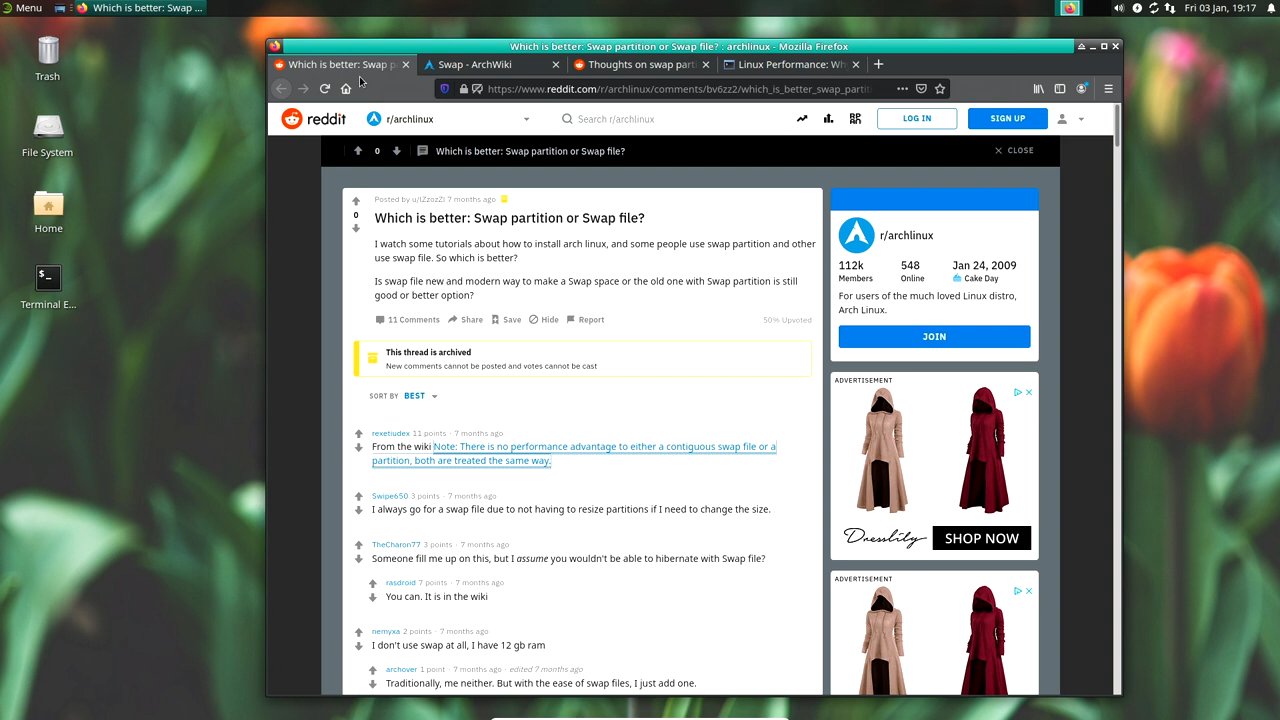 Menu
Which is better: Swap ...
Fri 03 Jan, 19:17
Trash
File System
Home
Terminal E...
Which is better: Swap partition or Swap file? : archlinux - Mozilla Firefox
Which is better: Swap p
Swap - ArchWiki
Thoughts on swap parti
Linux Performance: Wh
https://www.reddit.com/r/archlinux/comments/bv6zz2/which_is_better_swap_partit
reddit
r/archlinux
Search r/archlinux
LOG IN
SIGN UP
0
Which is better: Swap partition or Swap file?
CLOSE
Posted by u/IZzozZI 7 months ago
0
Which is better: Swap partition or Swap file?
I watch some tutorials about how to install arch linux, and some people use swap partition and other
use swap file. So which is better?
Is swap file new and modern way to make a Swap space or the old one with Swap partition is still
good or better option?
11 Comments
Share
Save
Hide
Report
50% Upvoted
This thread is archived
New comments cannot be posted and votes cannot be cast
SORT BY BEST
rexetiudex 11 points · 7 months ago
From the wiki Note: There is no performance advantage to either a contiguous swap file or a
partition, both are treated the same way.
Swipe650 3 points · 7 months ago
I always go for a swap file due to not having to resize partitions if I need to change the size.
TheCharon77 3 points · 7 months ago
Someone fill me up on this, but I assume you wouldn't be able to hibernate with Swap file?
rasdroid 7 points · 7 months ago
You can. It is in the wiki
nemyxa 2 points · 7 months ago
I don't use swap at all, I have 12 gb ram
archover 1 point · 7 months ago · edited 7 months ago
Traditionally, me neither. But with the ease of swap files, I just add one.
r/archlinux
112k
Members
548
Online
Jan 24, 2009
Cake Day
For users of the much loved Linux distro,
Arch Linux.
JOIN
ADVERTISEMENT
Dresslily
SHOP NOW
ADVERTISEMENT